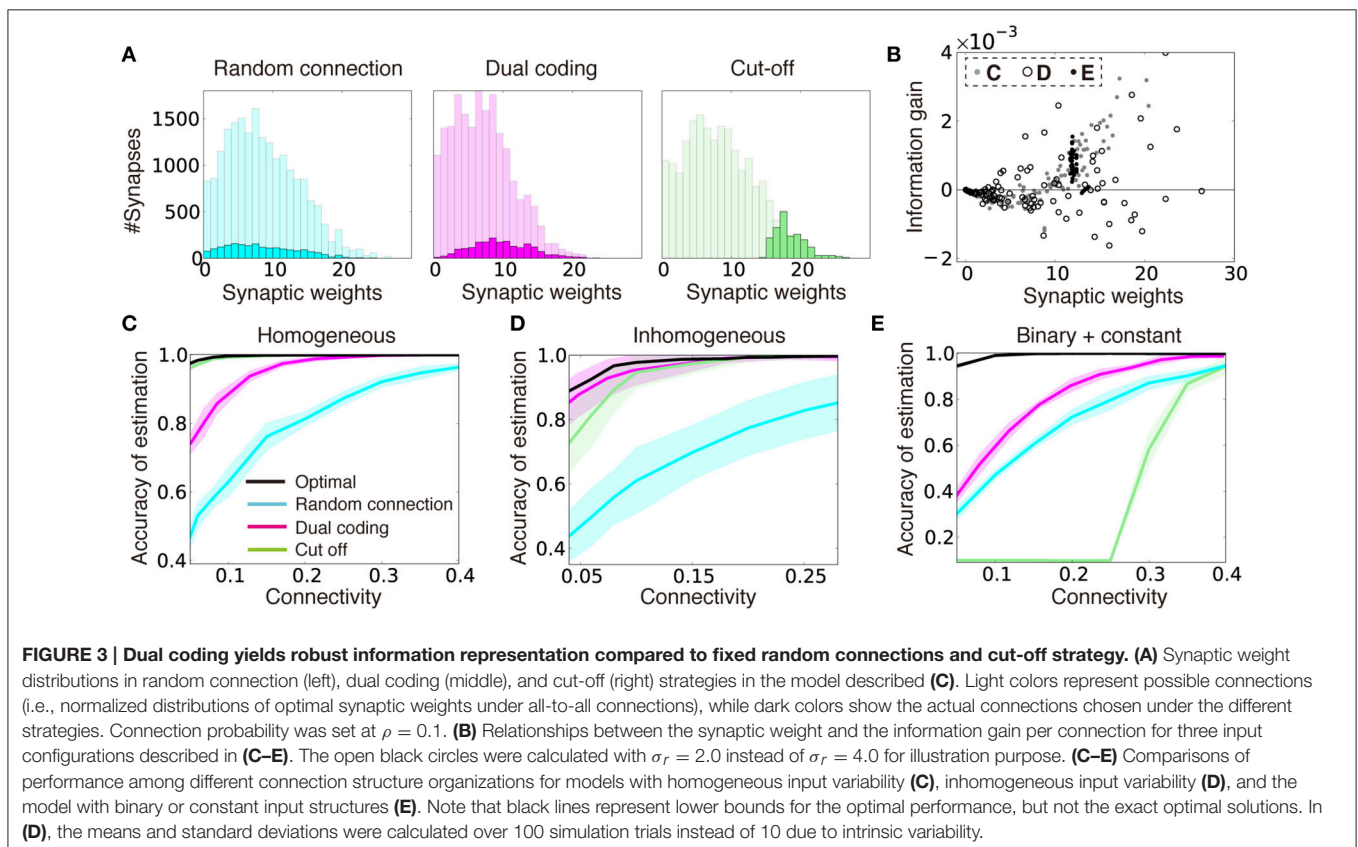 A
Random connection
Dual coding
Cut-off
#Synapses
1500
1000
500
0
0 10 20
Synaptic weights
0 10 20
Synaptic weights
0 10 20
Synaptic weights
B
×10⁻³
C D E
Information gain
4
2
0
−2
0 10 20 30
Synaptic weights
C
Homogeneous
Accuracy of estimation
1.0
0.8
0.6
0.4
Optimal
Random connection
Dual coding
Cut off
0.1 0.2 0.3 0.4
Connectivity
D
Inhomogeneous
Accuracy of estimation
1.0
0.8
0.6
0.4
0.05 0.15 0.25
Connectivity
E
Binary + constant
Accuracy of estimation
1.0
0.8
0.6
0.4
0.2
0.1 0.2 0.3 0.4
Connectivity
FIGURE 3 | Dual coding yields robust information representation compared to fixed random connections and cut-off strategy. (A) Synaptic weight
distributions in random connection (left), dual coding (middle), and cut-off (right) strategies in the model described (C). Light colors represent possible connections
(i.e., normalized distributions of optimal synaptic weights under all-to-all connections), while dark colors show the actual connections chosen under the different
strategies. Connection probability was set at ρ = 0.1. (B) Relationships between the synaptic weight and the information gain per connection for three input
configurations described in (C–E). The open black circles were calculated with σr = 2.0 instead of σr = 4.0 for illustration purpose. (C–E) Comparisons of
performance among different connection structure organizations for models with homogeneous input variability (C), inhomogeneous input variability (D), and the
model with binary or constant input structures (E). Note that black lines represent lower bounds for the optimal performance, but not the exact optimal solutions. In
(D), the means and standard deviations were calculated over 100 simulation trials instead of 10 due to intrinsic variability.